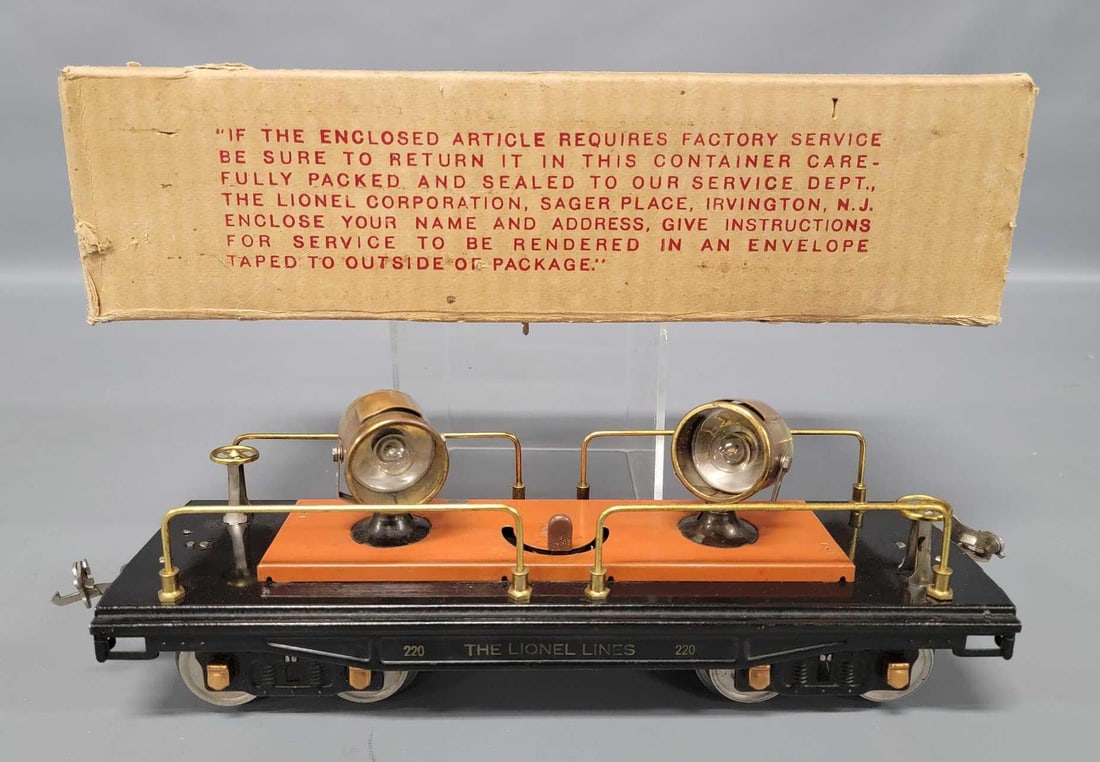 "IF THE ENCLOSED ARTICLE REQUIRES FACTORY SERVICE
BE SURE TO RETURN IT IN THIS CONTAINER CARE-
FULLY PACKED AND SEALED TO OUR SERVICE DEPT.,
THE LIONEL CORPORATION, SAGER PLACE, IRVINGTON, N.J.
ENCLOSE YOUR NAME AND ADDRESS, GIVE INSTRUCTIONS
FOR SERVICE TO BE RENDERED IN AN ENVELOPE
TAPED TO OUTSIDE OF PACKAGE."
220 THE LIONEL LINES 220